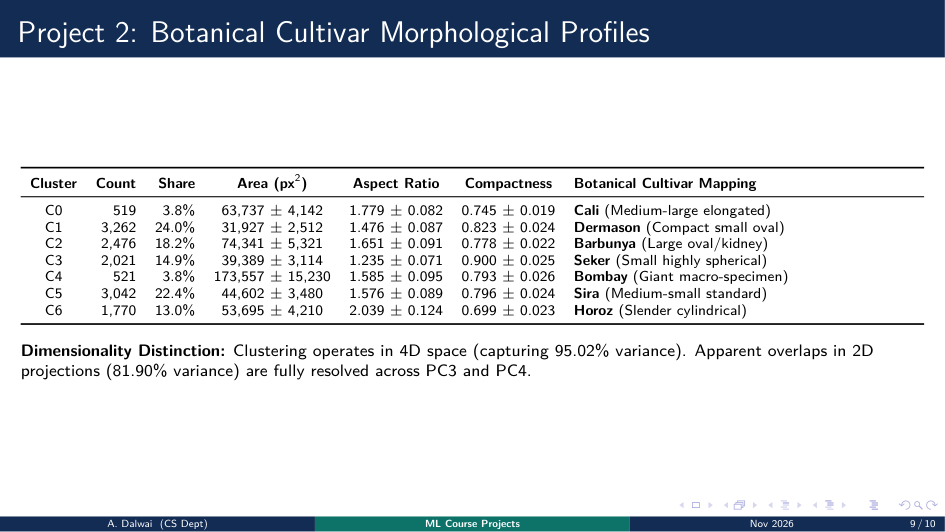 Project 2: Botanical Cultivar Morphological Profiles
Cluster Count Share Area (px²) Aspect Ratio Compactness Botanical Cultivar Mapping
C0 519 3.8% 63,737 ± 4,142 1.779 ± 0.082 0.745 ± 0.019 Cali (Medium-large elongated)
C1 3,262 24.0% 31,927 ± 2,512 1.476 ± 0.087 0.823 ± 0.024 Dermason (Compact small oval)
C2 2,476 18.2% 74,341 ± 5,321 1.651 ± 0.091 0.778 ± 0.022 Barbunya (Large oval/kidney)
C3 2,021 14.9% 39,389 ± 3,114 1.235 ± 0.071 0.900 ± 0.025 Seker (Small highly spherical)
C4 521 3.8% 173,557 ± 15,230 1.585 ± 0.095 0.793 ± 0.026 Bombay (Giant macro-specimen)
C5 3,042 22.4% 44,602 ± 3,480 1.576 ± 0.089 0.796 ± 0.024 Sira (Medium-small standard)
C6 1,770 13.0% 53,695 ± 4,210 2.039 ± 0.124 0.699 ± 0.023 Horoz (Slender cylindrical)
Dimensionality Distinction: Clustering operates in 4D space (capturing 95.02% variance). Apparent overlaps in 2D
projections (81.90% variance) are fully resolved across PC3 and PC4.
A. Dalwai (CS Dept) ML Course Projects Nov 2026 9 / 10